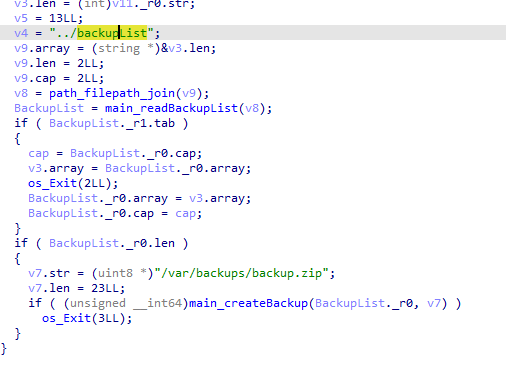 v3.len = (int)v11._r0.str;
v5 = 13LL;
v4 = "../backupList";
v9.array = (string *)&v3.len;
v9.len = 2LL;
v9.cap = 2LL;
v8 = path_filepath_join(v9);
BackupList = main_readBackupList(v8);
if ( BackupList._r1.tab )
{
cap = BackupList._r0.cap;
v3.array = BackupList._r0.array;
os_Exit(2LL);
BackupList._r0.array = v3.array;
BackupList._r0.cap = cap;
}
if ( BackupList._r0.len )
{
v7.str = (uint8 *)"/var/backups/backup.zip";
v7.len = 23LL;
if ( (unsigned __int64)main_createBackup(BackupList._r0, v7) )
os_Exit(3LL);
}
}